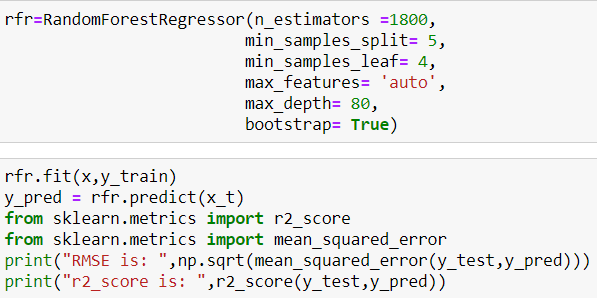 rfr=RandomForestRegressor(n_estimators =1800,
min_samples_split= 5,
min_samples_leaf= 4,
max_features= 'auto',
max_depth= 80,
bootstrap= True)
rfr.fit(x,y_train)
y_pred = rfr.predict(x_t)
from sklearn.metrics import r2_score
from sklearn.metrics import mean_squared_error
print("RMSE is: ",np.sqrt(mean_squared_error(y_test,y_pred)))
print("r2_score is: ",r2_score(y_test,y_pred))